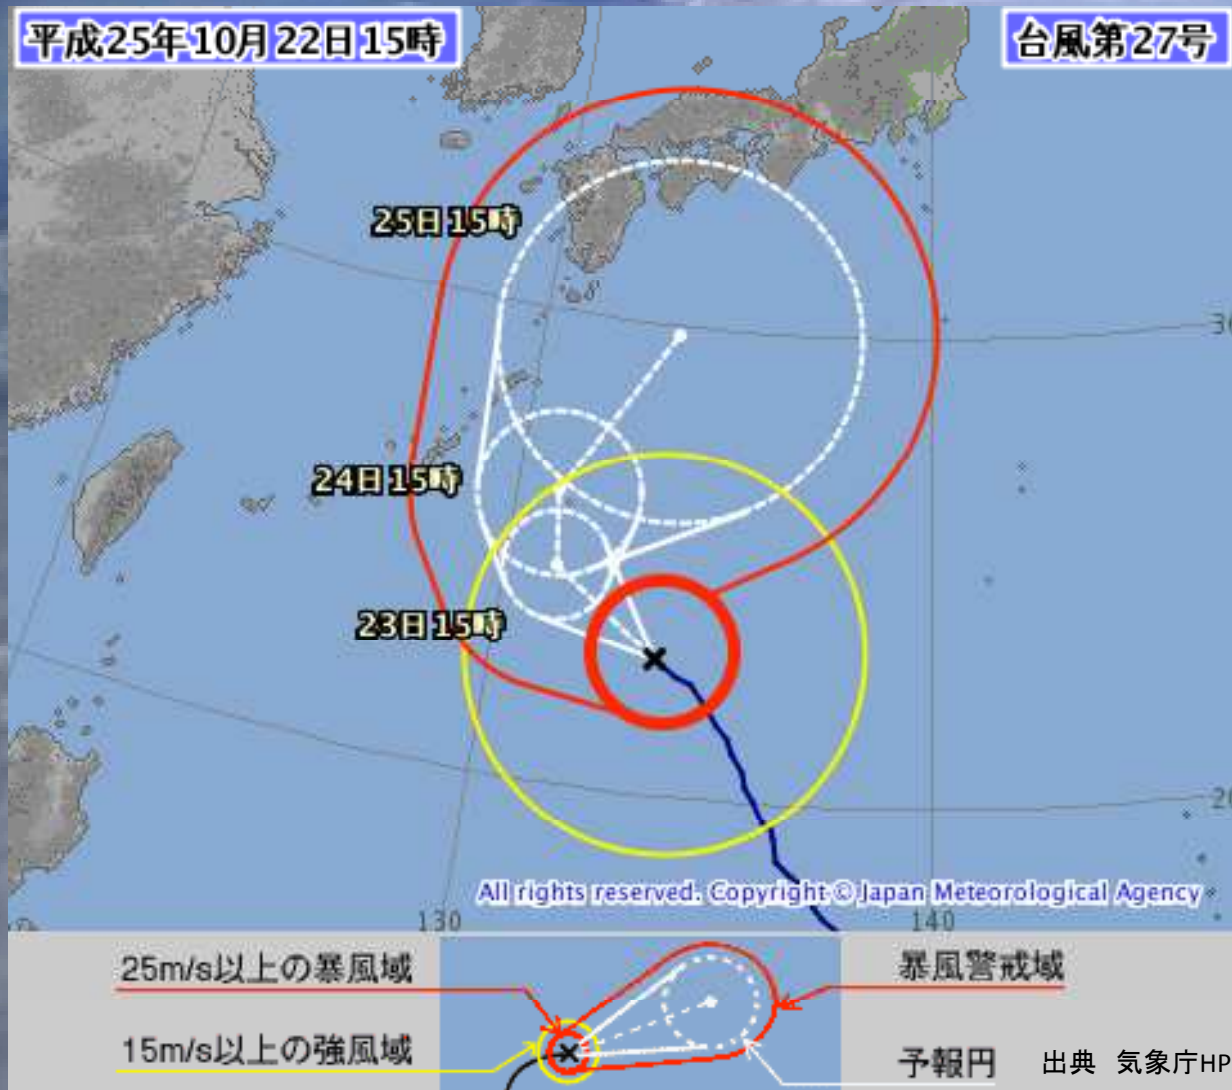 平成25年10月22日15時
台風第27号
25日15時
24日15時
23日15時
All rights reserved. Copyright © Japan Meteorological Agency
130
140
25m/s以上の暴風域
暴風警戒域
15m/s以上の強風域
予報円
出典 気象庁HP